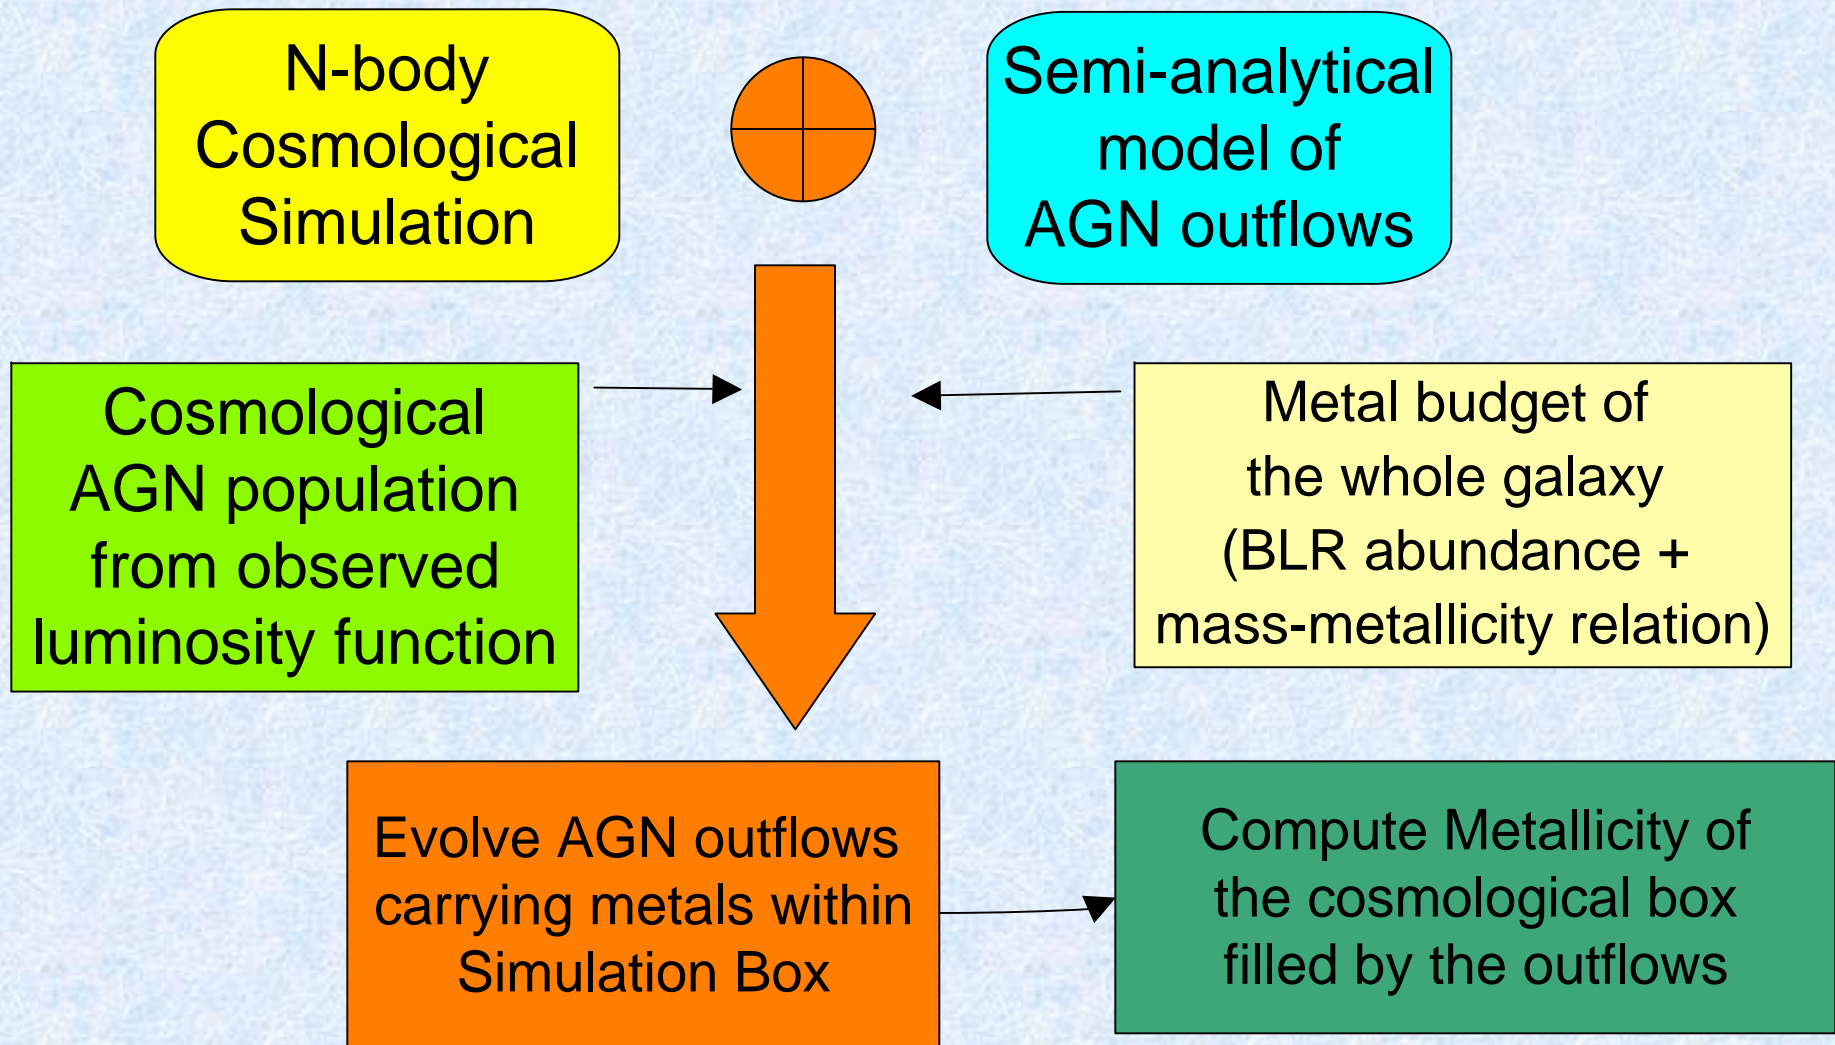 N-body
Cosmological
Simulation
Semi-analytical
model of
AGN outflows
Cosmological
AGN population
from observed
luminosity function
Metal budget of
the whole galaxy
(BLR abundance +
mass-metallicity relation)
Evolve AGN outflows
carrying metals within
Simulation Box
Compute Metallicity of
the cosmological box
filled by the outflows